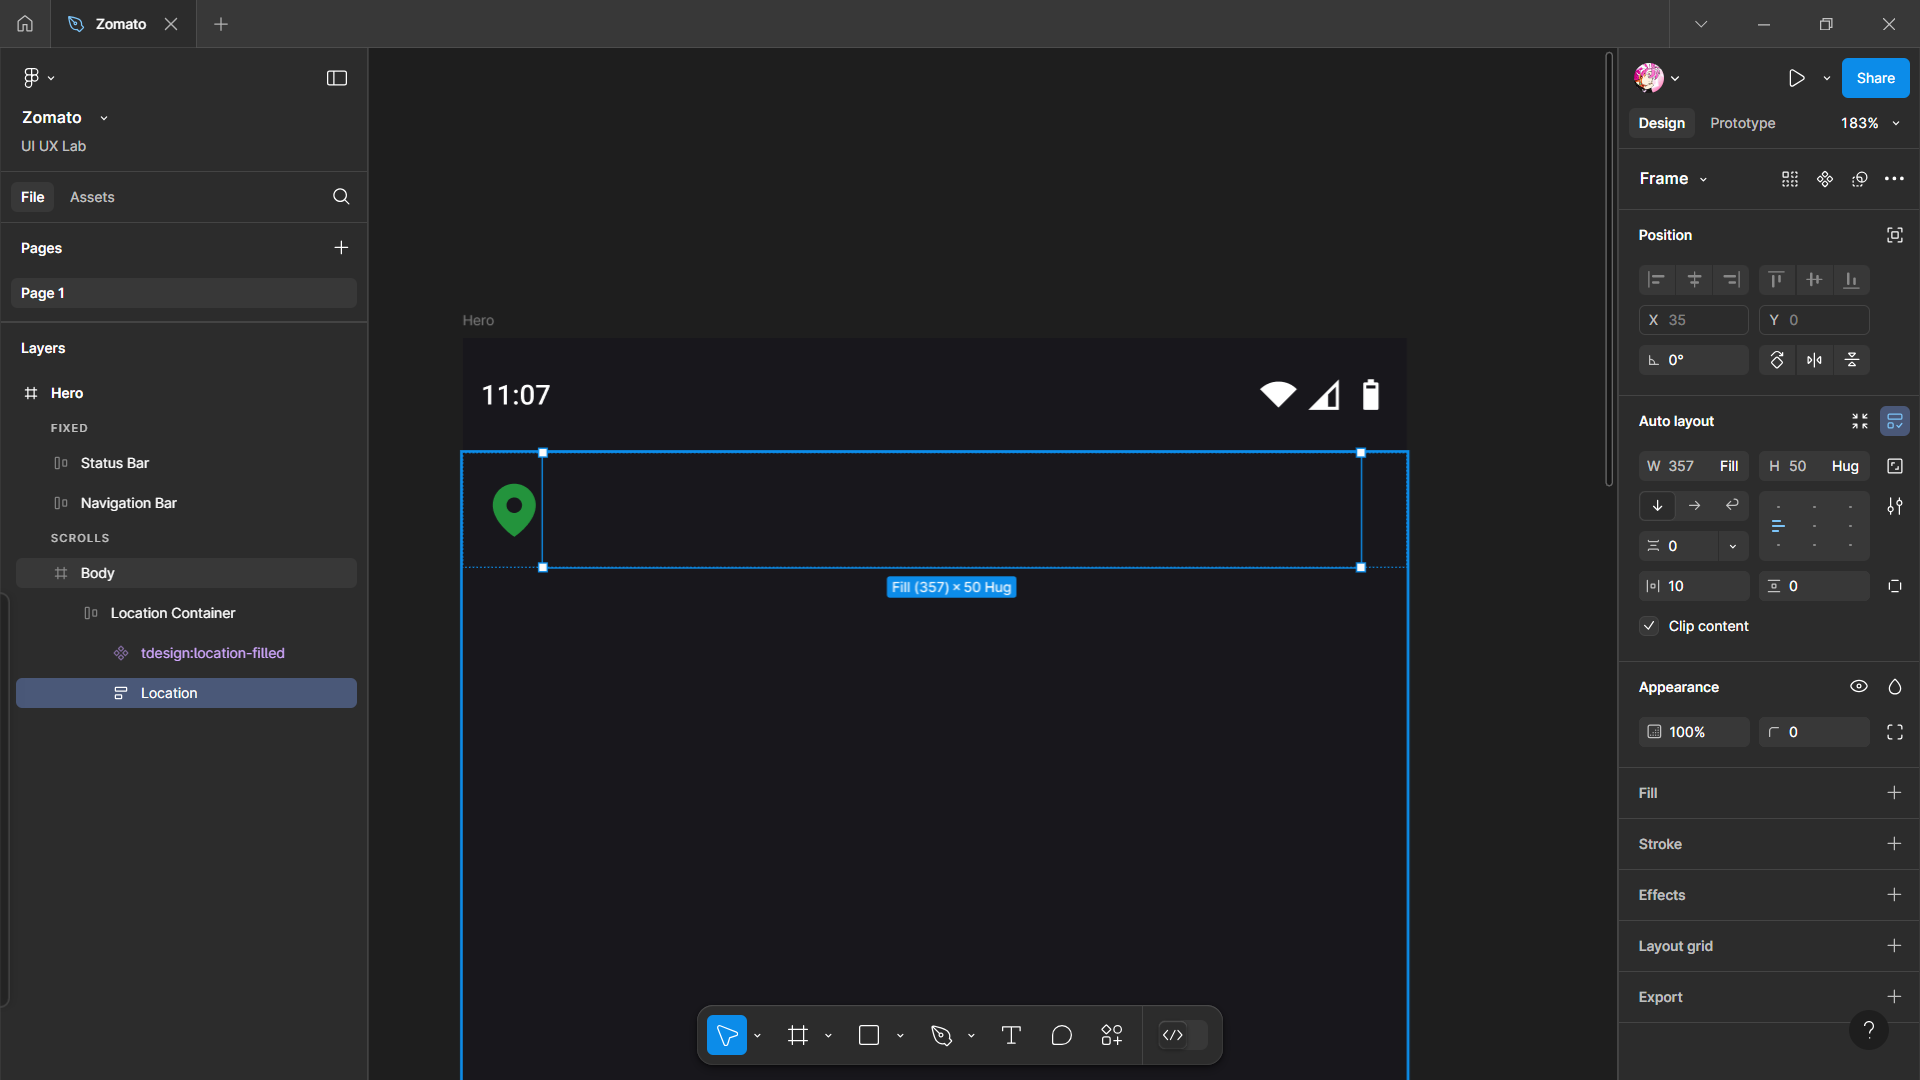 Zomato
Zomato
UI UX Lab
File
Assets
Pages
Page 1
Layers
Hero
FIXED
Status Bar
Navigation Bar
SCROLLS
Body
Location Container
tdesign:location-filled
Location
Hero
11:07
Fill (357) × 50 Hug
Share
Design
Prototype
183%
Frame
Position
X 35
Y 0
0°
Auto layout
W 357 Fill
H 50 Hug
0
10
0
Clip content
Appearance
100%
0
Fill
Stroke
Effects
Layout grid
Export
?